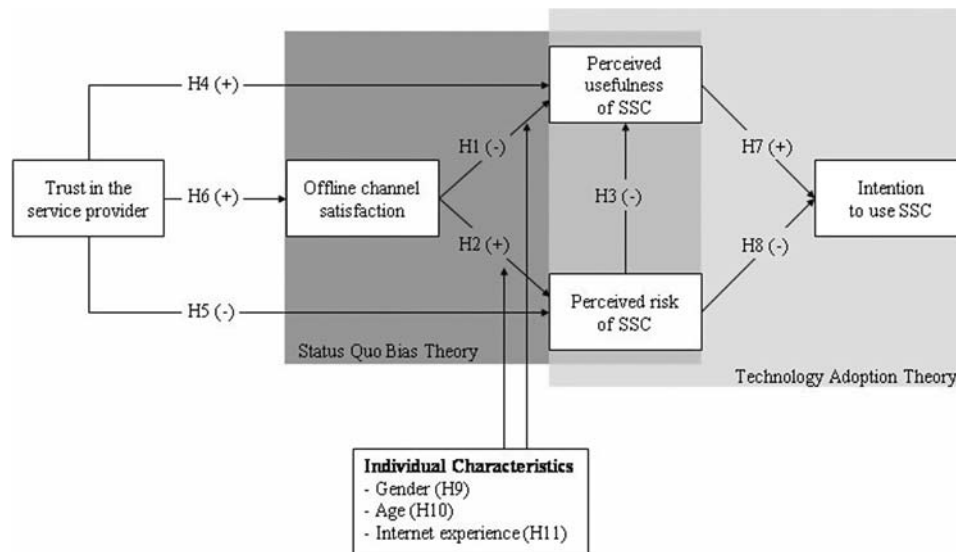 Perceived
usefulness
of SSC
H4 (+)
H1 (-)
H7 (+)
Trust in the
service provider
H6 (+)
Offline channel
satisfaction
H3 (-)
Intention
to use SSC
H2 (+)
H8 (-)
H5 (-)
Perceived risk
of SSC
Status Quo Bias Theory
Technology Adoption Theory
Individual Characteristics
- Gender (H9)
- Age (H10)
- Internet experience (H11)